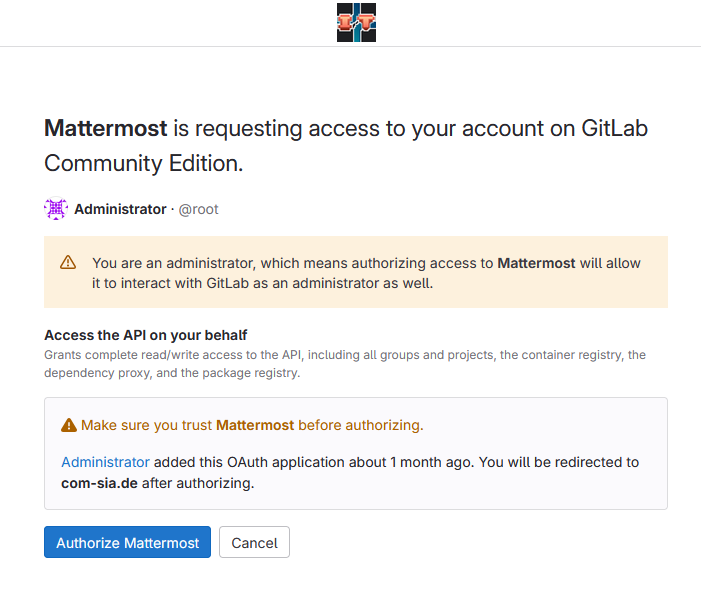 Mattermost is requesting access to your account on GitLab
Community Edition.
Administrator · @root
You are an administrator, which means authorizing access to Mattermost will allow
it to interact with GitLab as an administrator as well.
Access the API on your behalf
Grants complete read/write access to the API, including all groups and projects, the container registry, the
dependency proxy, and the package registry.
Make sure you trust Mattermost before authorizing.
Administrator added this OAuth application about 1 month ago. You will be redirected to
com-sia.de after authorizing.
Authorize Mattermost Cancel